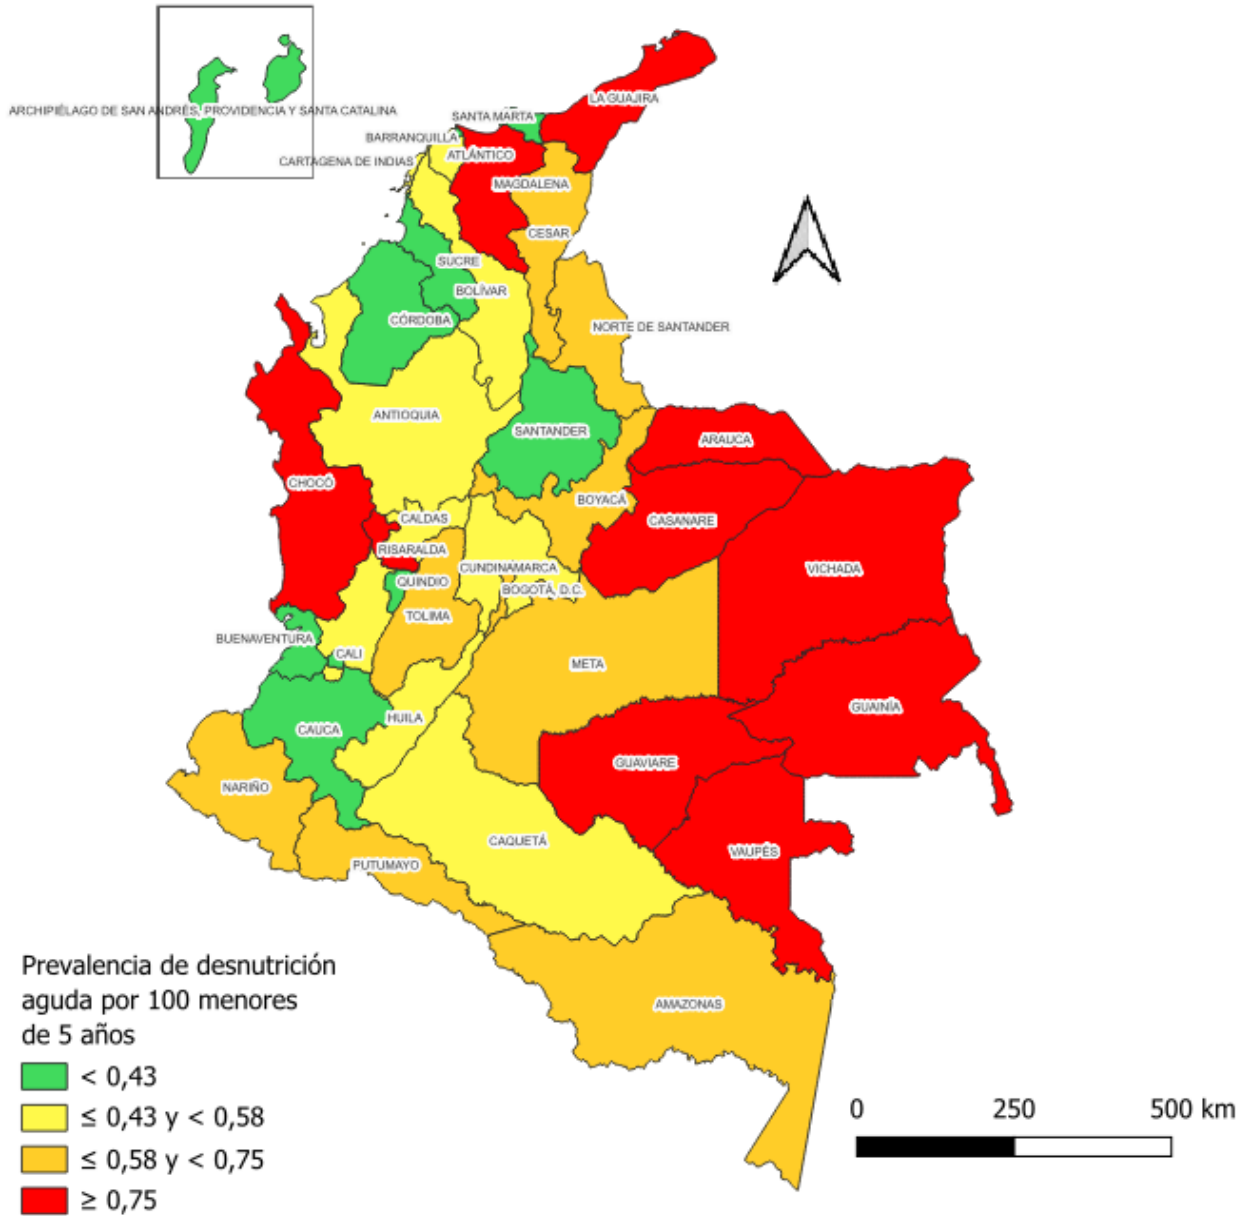 LA GUAJIRA
ARCHIPIÉLAGO DE SAN ANDRÉS, PROVIDENCIA Y SANTA CATALINA
SANTA MARTA
BARRANQUILLA
ATLÁNTICO
CARTAGENA DE INDIAS
MAGDALENA
CESAR
SUCRE
BOLÍVAR
CÓRDOBA
NORTE DE SANTANDER
ANTIOQUIA
SANTANDER
ARAUCA
CHOCÓ
BOYACÁ
CALDAS
CASANARE
RISARALDA
CUNDINAMARCA
VICHADA
QUINDIO
BOGOTÁ, D.C.
TOLIMA
BUENAVENTURA
CALI
META
GUAINÍA
HUILA
CAUCA
GUAVIARE
NARIÑO
CAQUETÁ
VAUPÉS
PUTUMAYO
AMAZONAS
Prevalencia de desnutrición
aguda por 100 menores
de 5 años
< 0,43
≤ 0,43 y < 0,58
≤ 0,58 y < 0,75
≥ 0,75
0 250 500 km